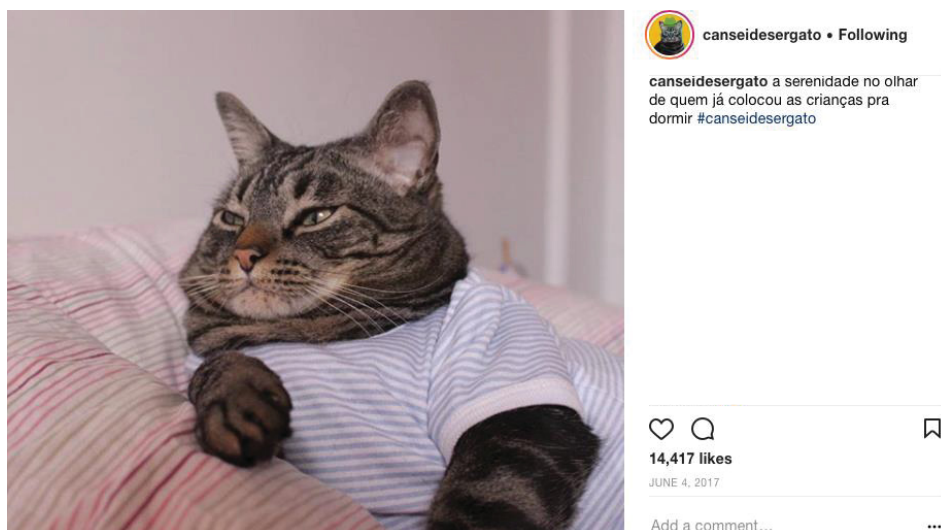 canseidesergato • Following
canseidesergato a serenidade no olhar
de quem já colocou as crianças pra
dormir #canseidesergato
14,417 likes
JUNE 4, 2017
Add a comment...